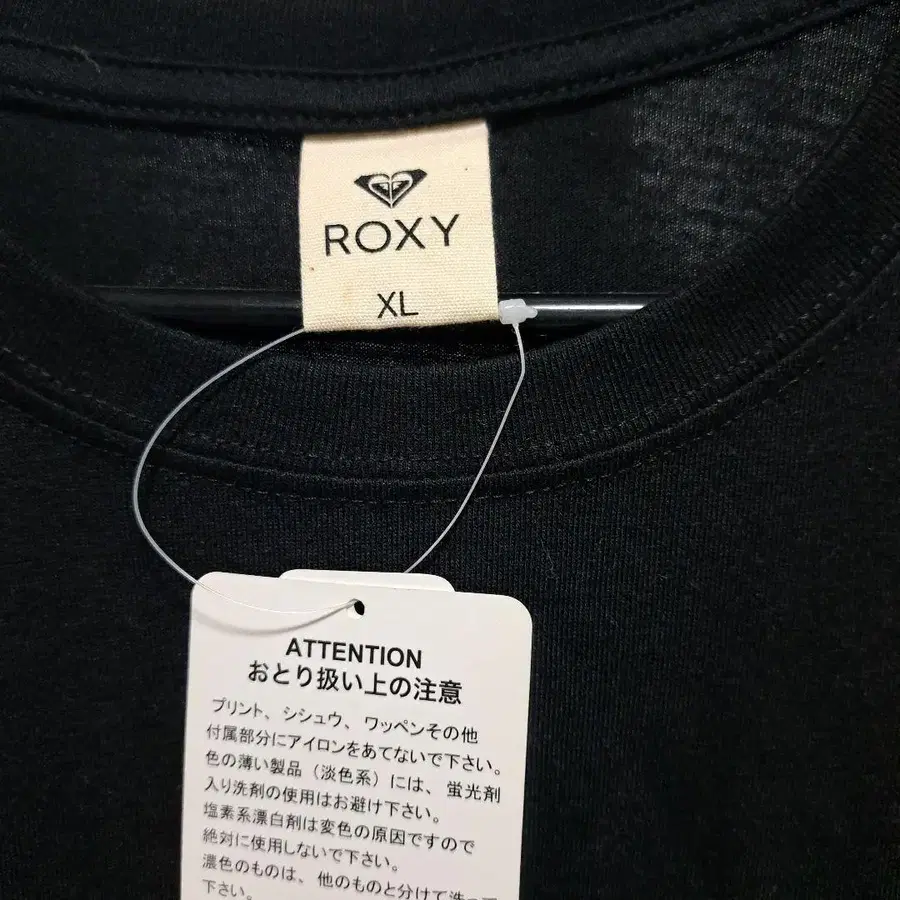 ROXY
XL
ATTENTION
おとり扱い上の注意
プリント、シシュウ、ワッペンその他
付属部分にアイロンをあてないで下さい。
色の薄い製品（淡色系）には、蛍光剤
入り洗剤の使用はお避け下さい。
塩素系漂白剤は変色の原因ですので
絶対に使用しないで下さい。
濃色のものは、他のものと分けて洗って
下さい。